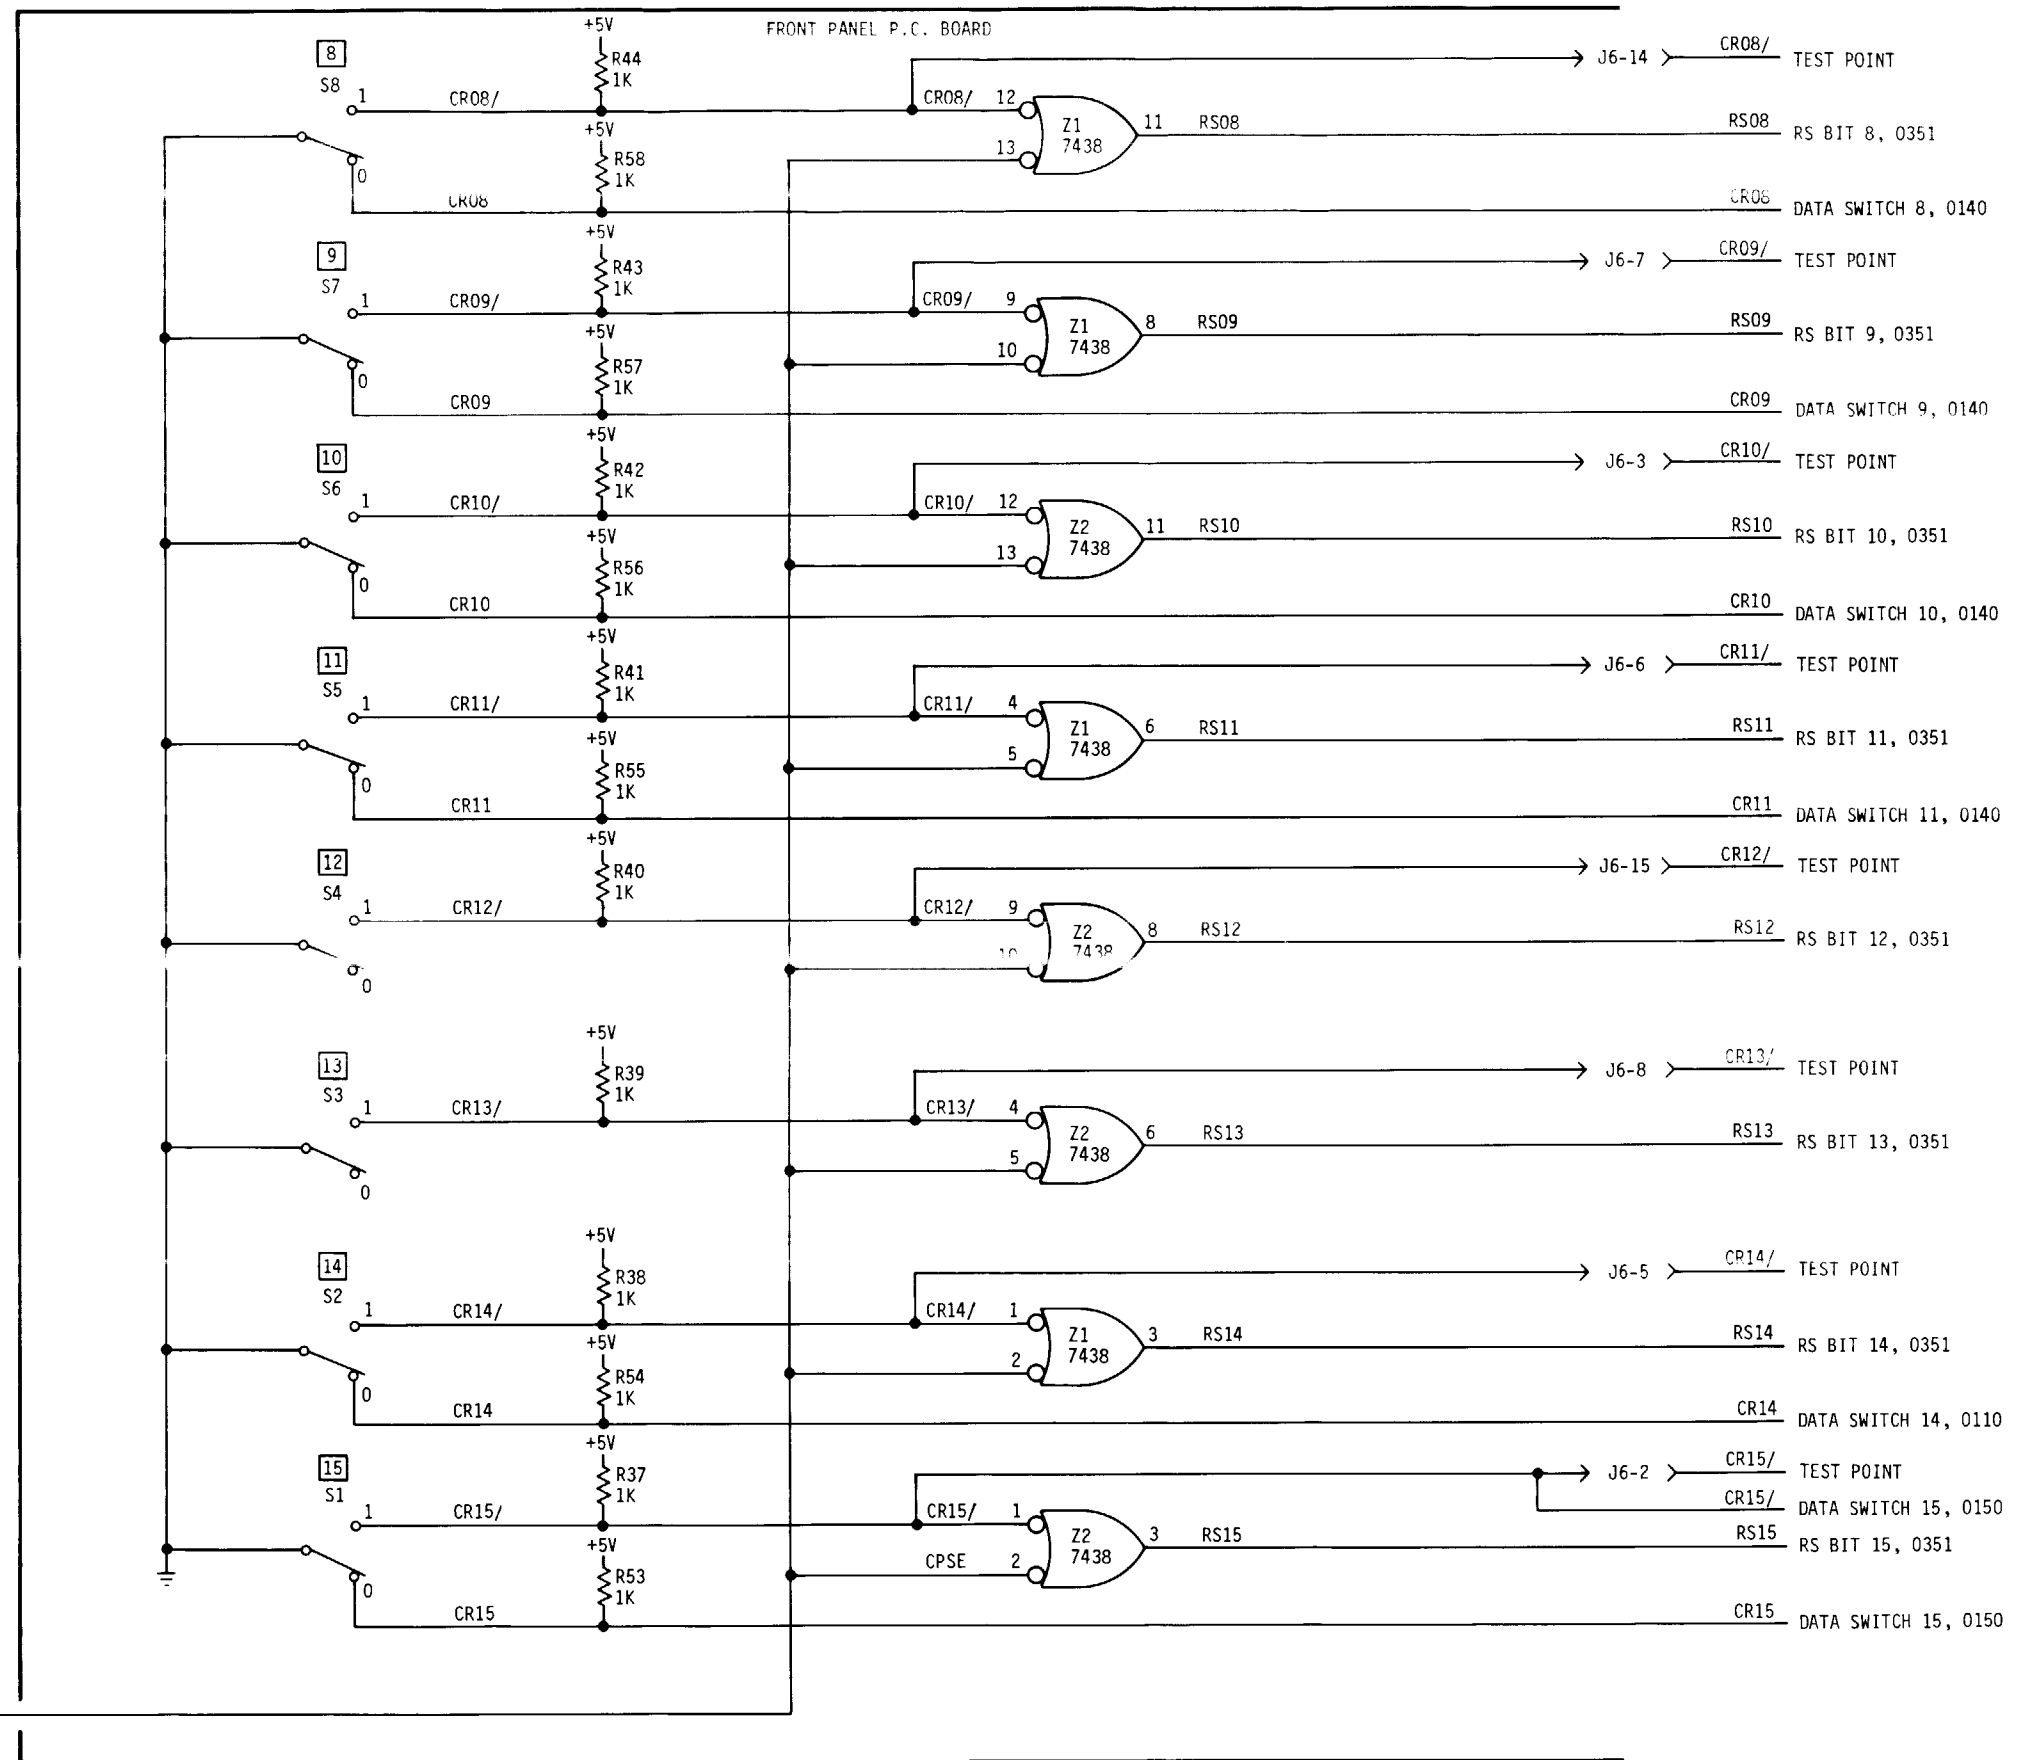 FRONT PANEL P.C. BOARD
+5V
8
S8
R44
1K
1
CR08/
CR08/
12
J6-14
CR08/
TEST POINT
+5V
Z1
7438
11
RS08
RS08
RS BIT 8, 0351
13
0
R58
1K
CR08
CR08
DATA SWITCH 8, 0140
+5V
9
S7
R43
1K
1
CR09/
CR09/
9
J6-7
CR09/
TEST POINT
+5V
Z1
7438
8
RS09
RS09
RS BIT 9, 0351
10
0
R57
1K
CR09
CR09
DATA SWITCH 9, 0140
+5V
10
S6
R42
1K
1
CR10/
CR10/
12
J6-3
CR10/
TEST POINT
+5V
Z2
7438
11
RS10
RS10
RS BIT 10, 0351
13
0
R56
1K
CR10
CR10
DATA SWITCH 10, 0140
+5V
11
S5
R41
1K
1
CR11/
CR11/
4
J6-6
CR11/
TEST POINT
+5V
Z1
7438
6
RS11
RS11
RS BIT 11, 0351
5
0
R55
1K
CR11
CR11
DATA SWITCH 11, 0140
+5V
12
S4
R40
1K
1
CR12/
CR12/
9
J6-15
CR12/
TEST POINT
Z2
7438
8
RS12
RS12
RS BIT 12, 0351
10
0
+5V
13
S3
R39
1K
1
CR13/
CR13/
4
J6-8
CR13/
TEST POINT
Z2
7438
6
RS13
RS13
RS BIT 13, 0351
5
0
+5V
14
S2
R38
1K
1
CR14/
CR14/
1
J6-5
CR14/
TEST POINT
+5V
Z1
7438
3
RS14
RS14
RS BIT 14, 0351
2
0
R54
1K
CR14
CR14
DATA SWITCH 14, 0110
+5V
15
S1
R37
1K
1
CR15/
CR15/
1
J6-2
CR15/
TEST POINT
CR15/
DATA SWITCH 15, 0150
+5V
Z2
7438
3
RS15
RS15
RS BIT 15, 0351
CPSE
2
0
R53
1K
CR15
CR15
DATA SWITCH 15, 0150